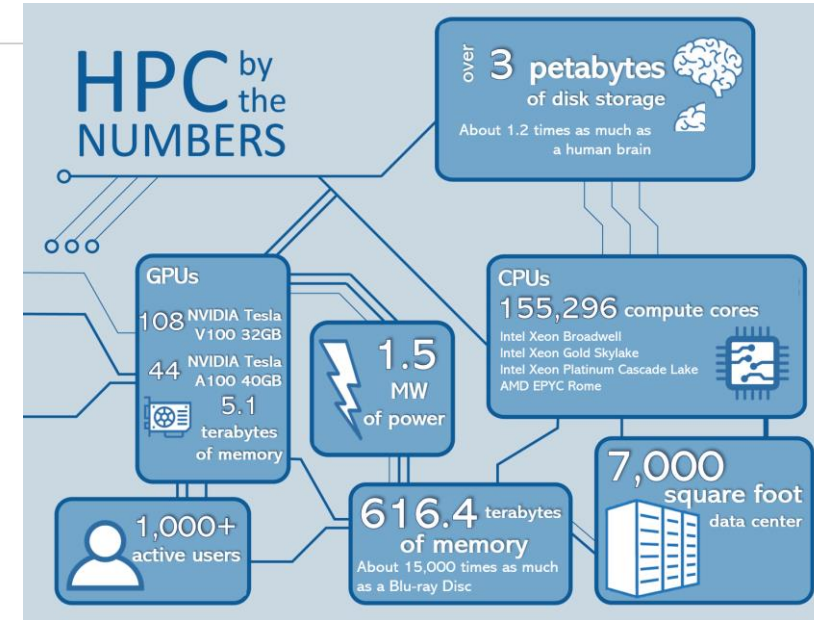 HPC by
the
NUMBERS
over 3 petabytes
of disk storage
About 1.2 times as much as
a human brain
GPUs
108 NVIDIA Tesla
V100 32GB
44 NVIDIA Tesla
A100 40GB
5.1
terabytes
of memory
1.5
MW
of power
CPUs
155,296 compute cores
Intel Xeon Broadwell
Intel Xeon Gold Skylake
Intel Xeon Platinum Cascade Lake
AMD EPYC Rome
1,000+
active users
616.4 terabytes
of memory
About 15,000 times as much
as a Blu-ray Disc
7,000
square foot
data center